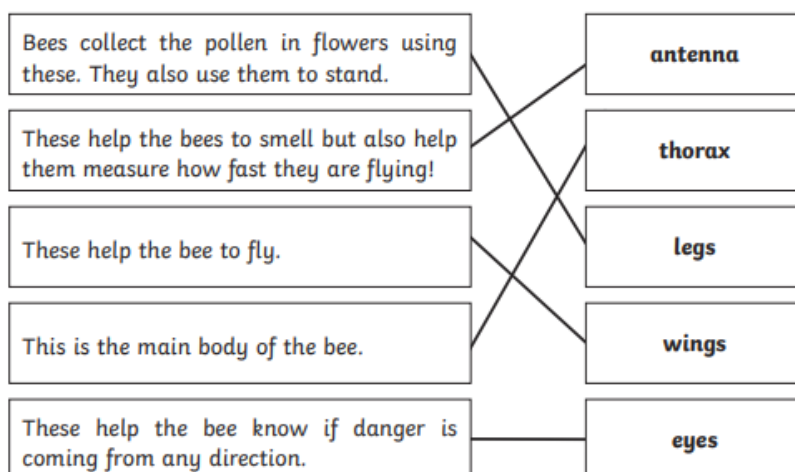 Bees collect the pollen in flowers using
these. They also use them to stand.
antenna
These help the bees to smell but also help
them measure how fast they are flying!
thorax
These help the bee to fly.
legs
This is the main body of the bee.
wings
These help the bee know if danger is
coming from any direction.
eyes